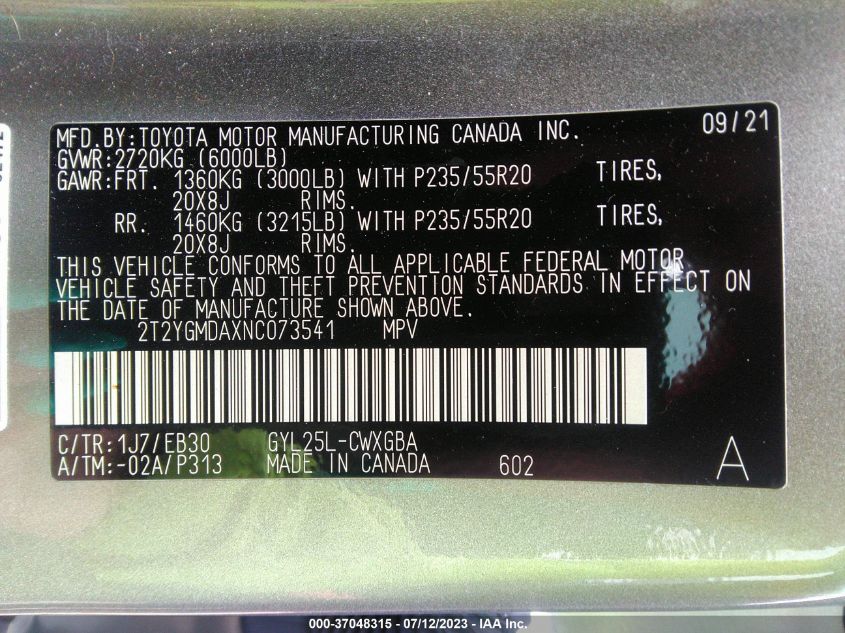 MFD.BY:TOYOTA MOTOR MANUFACTURING CANADA INC. 09/21
GVWR:2720KG (6000LB)
GAWR:FRT. 1360KG (3000LB) WITH P235/55R20 TIRES,
20X8J RIMS.
RR. 1460KG (3215LB) WITH P235/55R20 TIRES,
20X8J RIMS.
THIS VEHICLE CONFORMS TO ALL APPLICABLE FEDERAL MOTOR
VEHICLE SAFETY AND THEFT PREVENTION STANDARDS IN EFFECT ON
THE DATE OF MANUFACTURE SHOWN ABOVE.
2T2YGMDAXNC073541 MPV
C/TR:1J7/EB30 GYL25L-CWXGBA
A/TM:-02A/P313 MADE IN CANADA 602 A
000-37048315 - 07/12/2023 - IAA Inc.